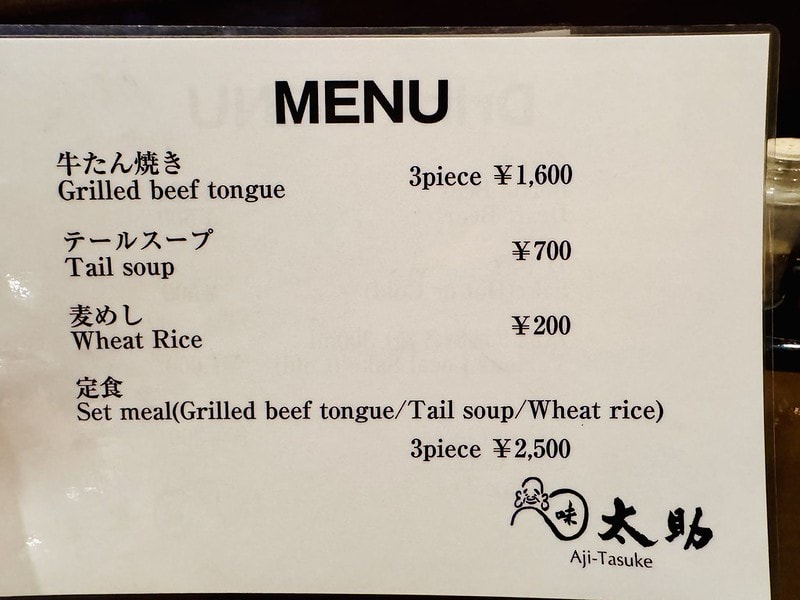 MENU
牛たん焼き
Grilled beef tongue
3piece ¥1,600
テールスープ
Tail soup
¥700
麦めし
Wheat Rice
¥200
定食
Set meal(Grilled beef tongue/Tail soup/Wheat rice)
3piece ¥2,500
味 太助
Aji-Tasuke